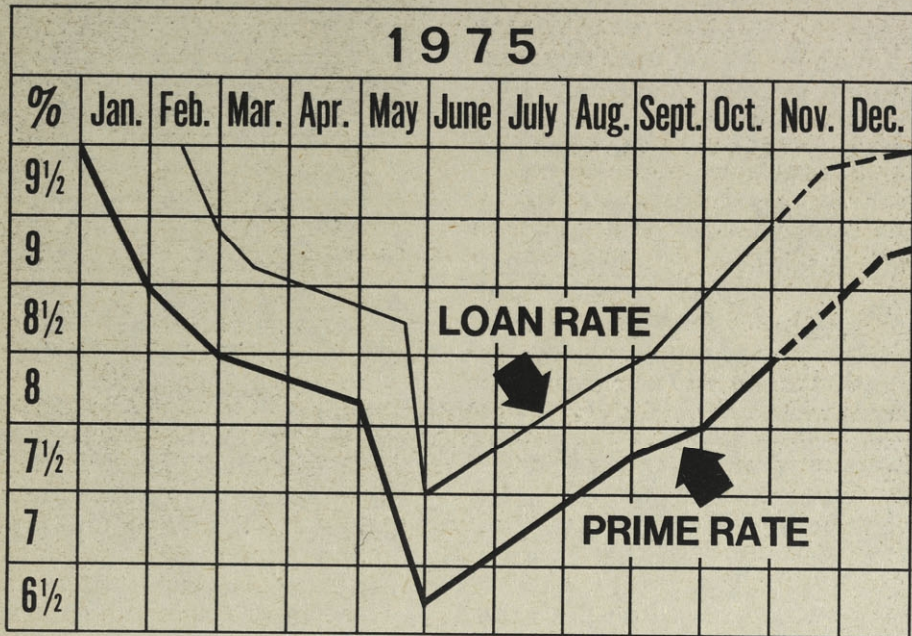 1975
% Jan. Feb. Mar. Apr. May June July Aug. Sept. Oct. Nov. Dec.
9½
9
8½
LOAN RATE
8
7½
7
PRIME RATE
6½